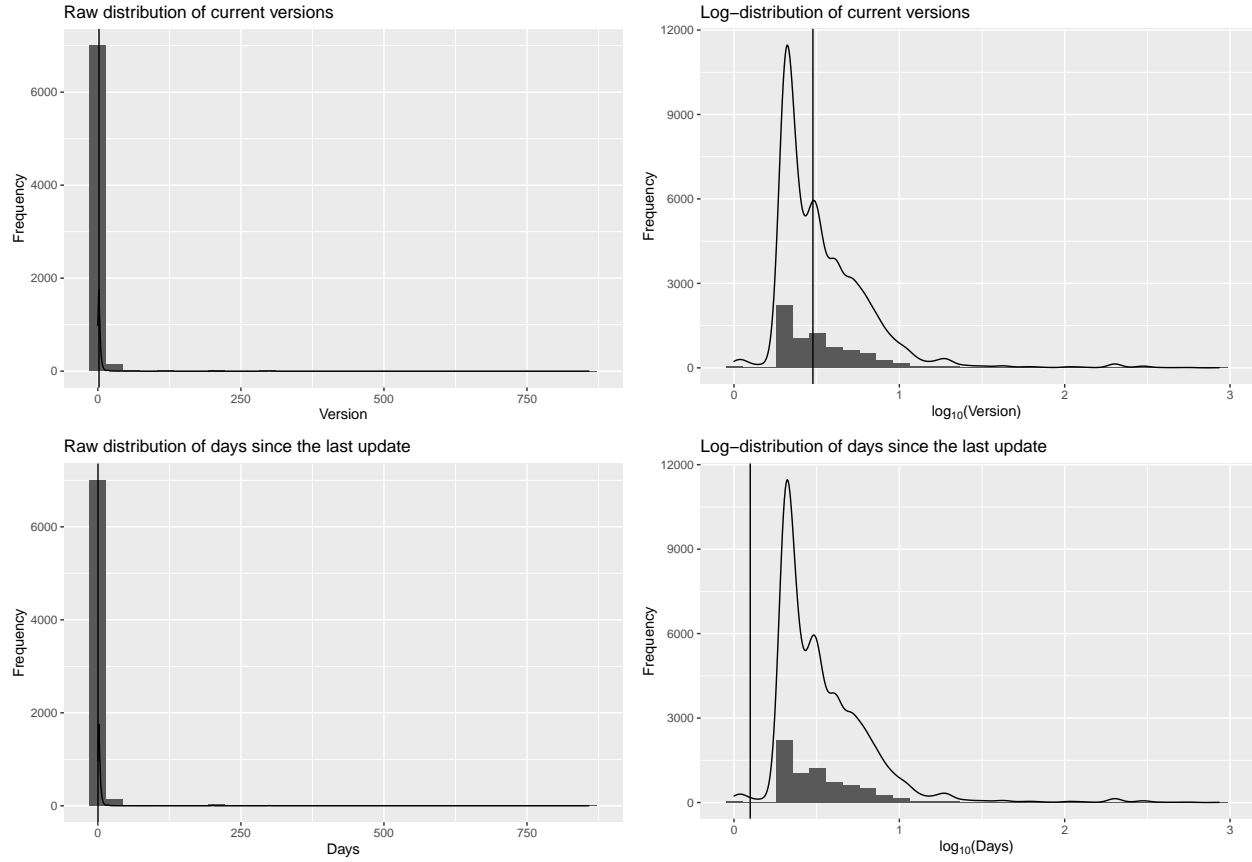 Raw distribution of current versions
Frequency
6000
4000
2000
0
0 250 500 750
Version
Log−distribution of current versions
Frequency
12000
9000
6000
3000
0
0 1 2 3
log10(Version)
Raw distribution of days since the last update
Frequency
6000
4000
2000
0
0 250 500 750
Days
Log−distribution of days since the last update
Frequency
12000
9000
6000
3000
0
0 1 2 3
log10(Days)